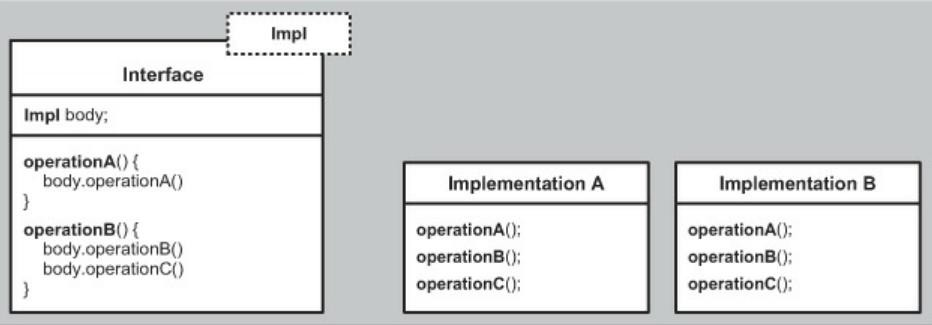 Impl
Interface
Impl body;
operationA() {
body.operationA()
}
operationB() {
body.operationB()
body.operationC()
}
Implementation A
operationA();
operationB();
operationC();
Implementation B
operationA();
operationB();
operationC();